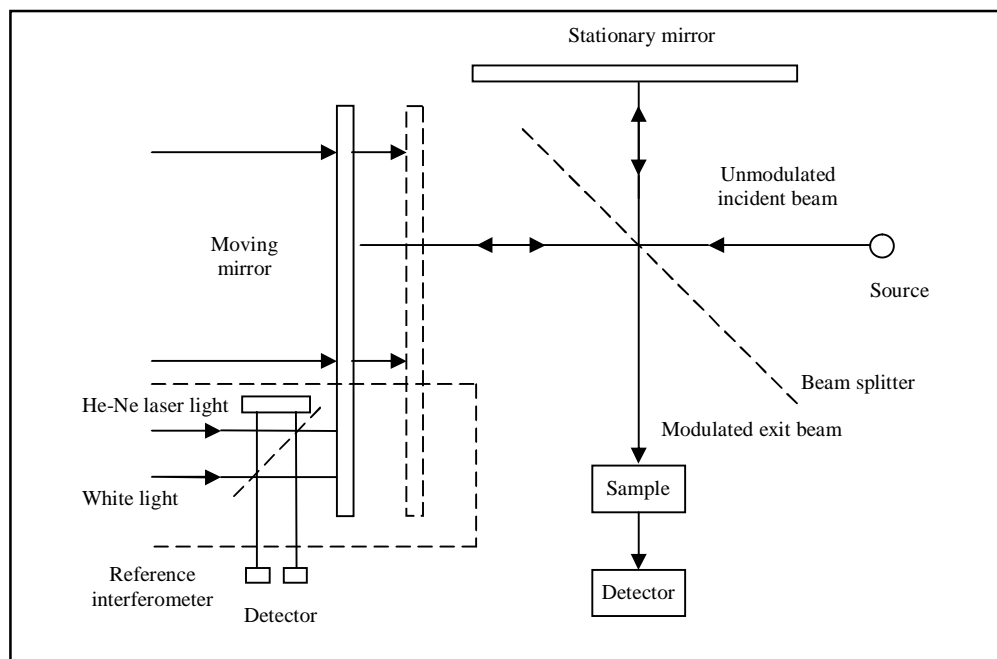 Stationary mirror
Unmodulated
incident beam
Moving
mirror
Source
Beam splitter
He-Ne laser light
Modulated exit beam
White light
Sample
Reference
interferometer
Detector
Detector